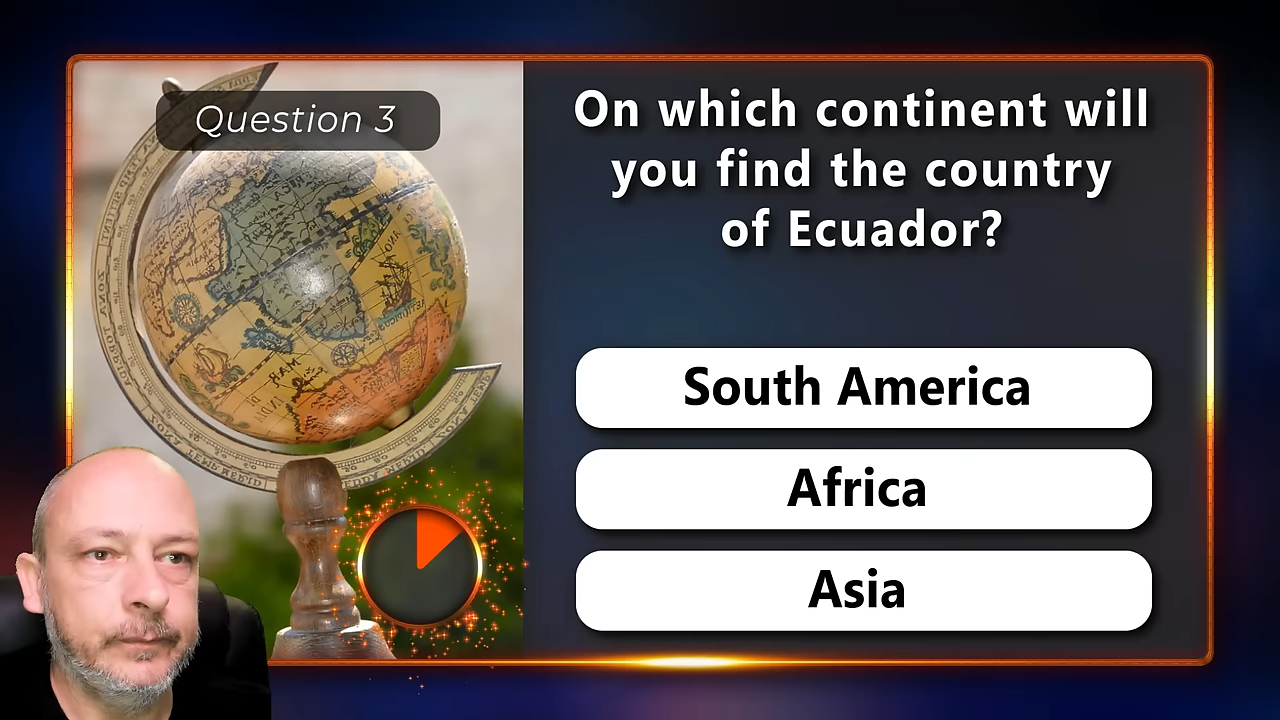 Question 3
On which continent will
you find the country
of Ecuador?
South America
Africa
Asia